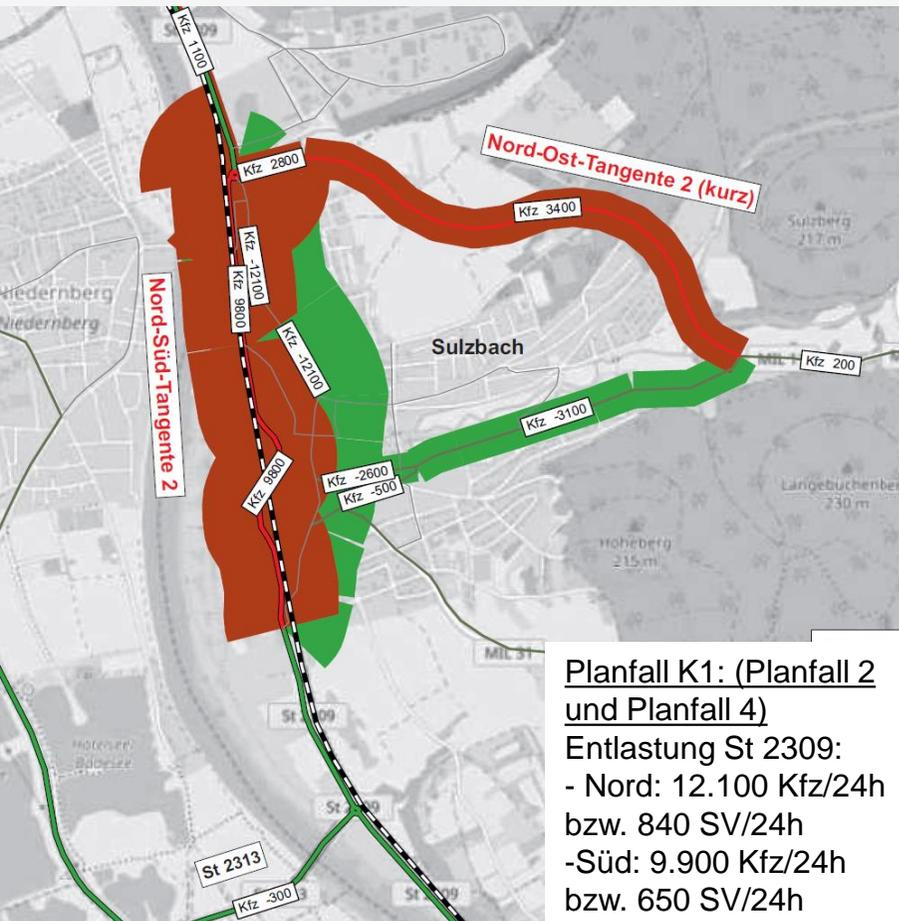 St 2309
Kfz 1100
Kfz 2800
Nord-Ost-Tangente 2 (kurz)
Kfz 3400
Sulzberg
217 m
Kfz -12100
Kfz 9800
Niedernberg
Niedernberg
Nord-Süd-Tangente 2
Kfz -12100
Sulzbach
MIL
Kfz 200
Kfz -3100
Kfz 9800
Kfz -2600
Kfz -500
230 m
Höheberg
215 m
MIL 31
St 2309
St 2309
St 2313
Kfz -300
St 2309
Planfall K1: (Planfall 2
und Planfall 4)
Entlastung St 2309:
- Nord: 12.100 Kfz/24h
bzw. 840 SV/24h
-Süd: 9.900 Kfz/24h
bzw. 650 SV/24h